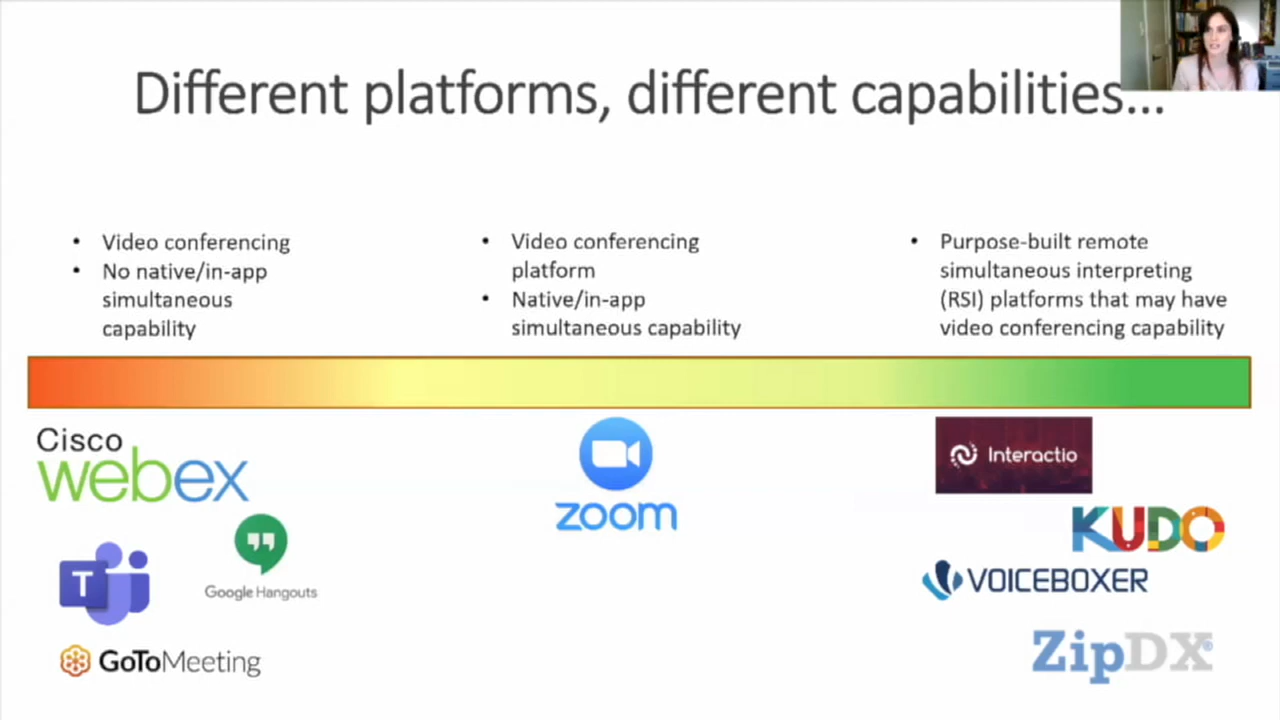 Different platforms, different capabilities...
• Video conferencing
• No native/in-app
simultaneous
capability
• Video conferencing
platform
• Native/in-app
simultaneous capability
• Purpose-built remote
simultaneous interpreting
(RSI) platforms that may have
video conferencing capability
Cisco
webex
T
Google Hangouts
GoToMeeting
zoom
Interactio
KUDO
VOICEBOXER
ZipDX®